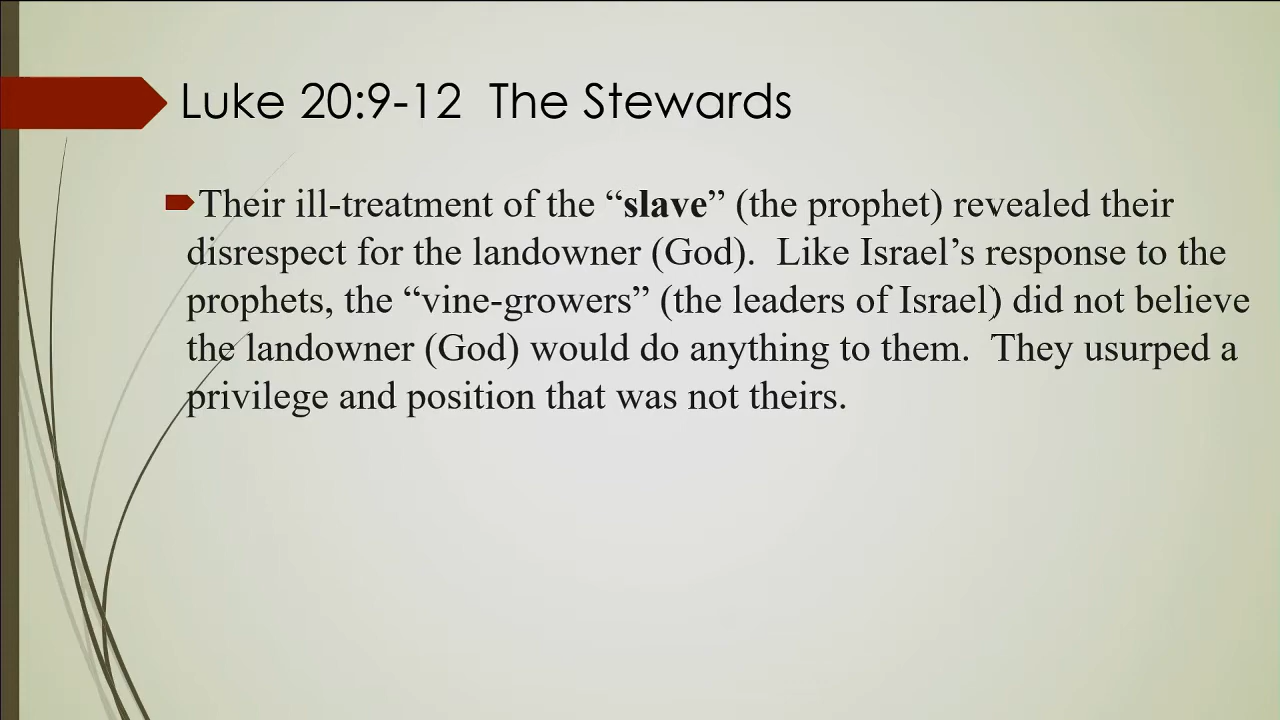 Luke 20:9-12  The Stewards
Their ill-treatment of the “slave” (the prophet) revealed their
disrespect for the landowner (God).  Like Israel’s response to the
prophets, the “vine-growers” (the leaders of Israel) did not believe
the landowner (God) would do anything to them.  They usurped a
privilege and position that was not theirs.